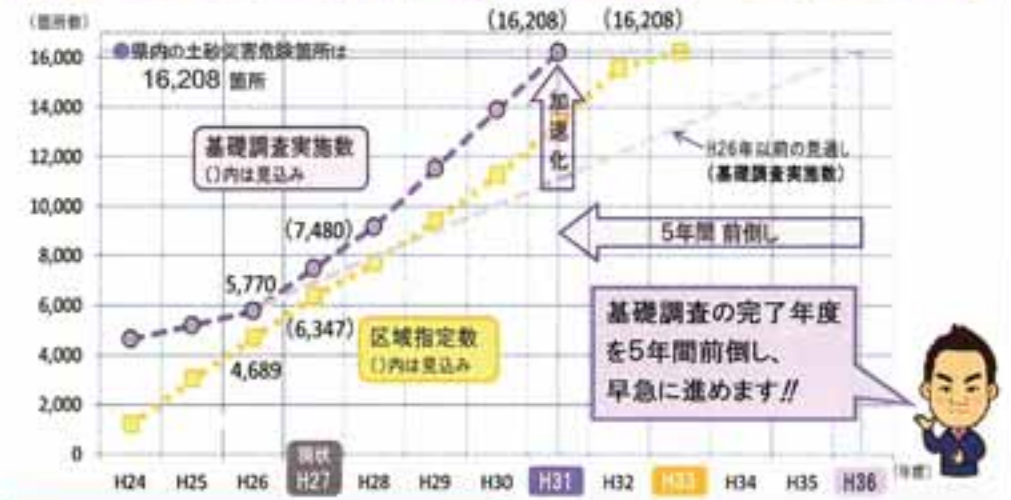 (箇所数)
(16,208)
(16,208)
16,000
14,000
12,000
10,000
8,000
6,000
4,000
2,000
0
●県内の土砂災害危険箇所は
16,208 箇所
基礎調査実施数
()内は見込み
加速化
H26年以前の見通し
(基礎調査実施数)
5年間 前倒し
(7,480)
5,770
(6,347)
4,689
区域指定数
()内は見込み
基礎調査の完了年度
を5年間前倒し、
早急に進めます!!
現状
H24 H25 H26 H27 H28 H29 H30 H31 H32 H33 H34 H35 H36 (年度)